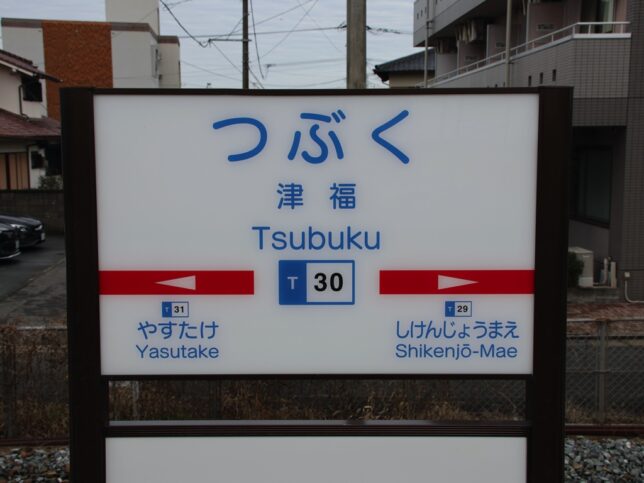 つぶく
津福
Tsubuku
T 30
T 31
やすたけ
Yasutake
T 29
しけんじょうまえ
Shikenjō-Mae